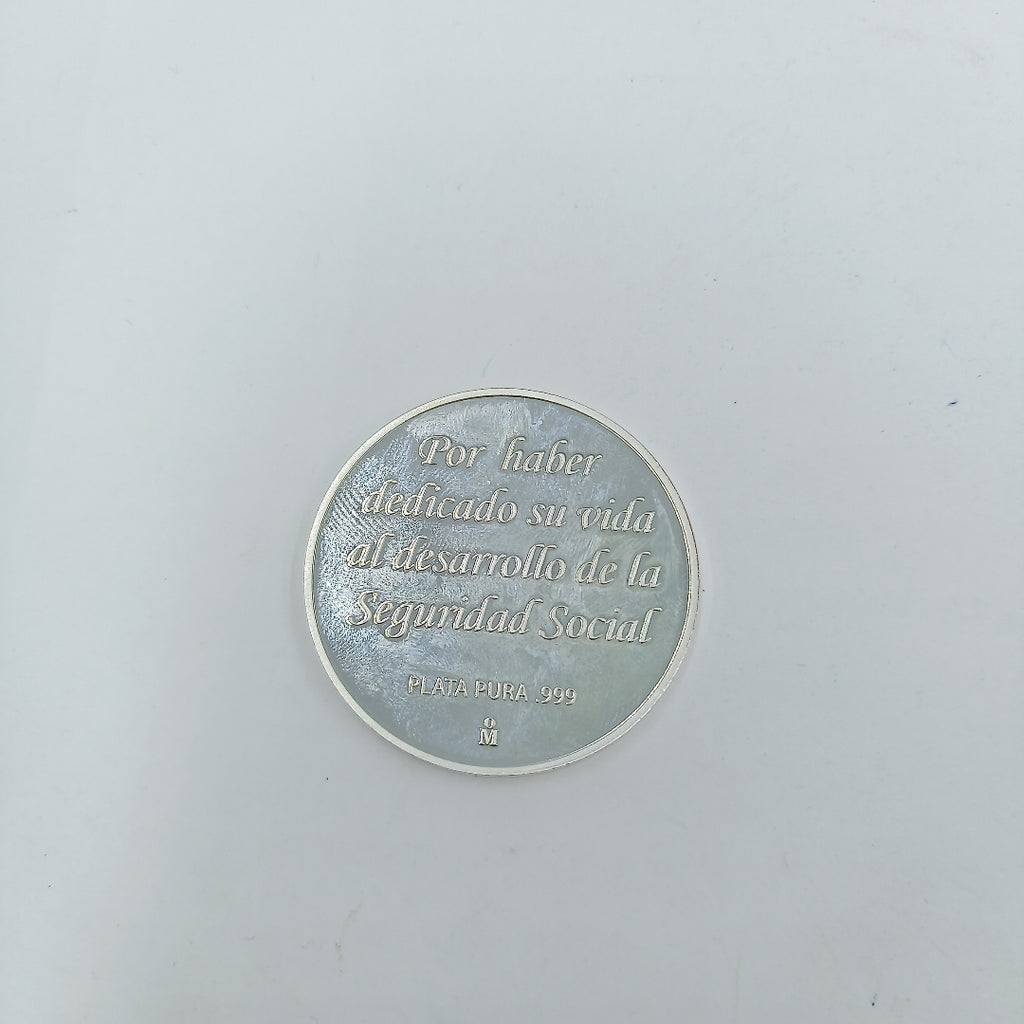 Por haber
dedicado su vida
al desarrollo de la
Seguridad Social
PLATA PURA .999
o
M